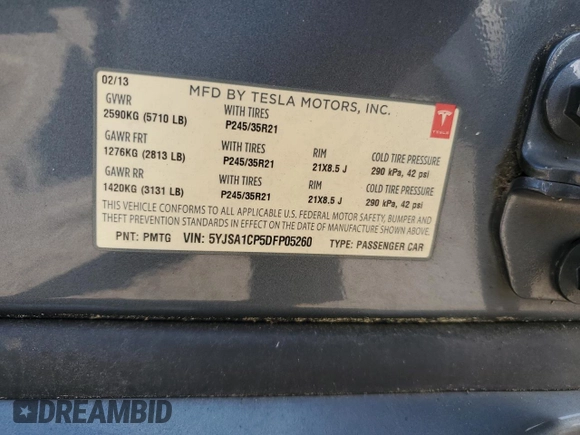 02/13 MFD BY TESLA MOTORS, INC.
GVWR WITH TIRES
2590KG (5710 LB) P245/35R21
TESLA
GAWR FRT WITH TIRES RIM COLD TIRE PRESSURE
1276KG (2813 LB) P245/35R21 21X8.5 J 290 kPa, 42 psi
GAWR RR WITH TIRES RIM COLD TIRE PRESSURE
1420KG (3131 LB) P245/35R21 21X8.5 J 290 kPa, 42 psi
THIS VEHICLE CONFORMS TO ALL APPLICABLE U.S. FEDERAL MOTOR SAFETY, BUMPER AND
THEFT PREVENTION STANDARDS IN EFFECT ON THE DATE OF MANUFACTURE SHOWN ABOVE.
PNT: PMTG VIN: 5YJSA1CP5DFP05260 TYPE: PASSENGER CAR
DREAMBID